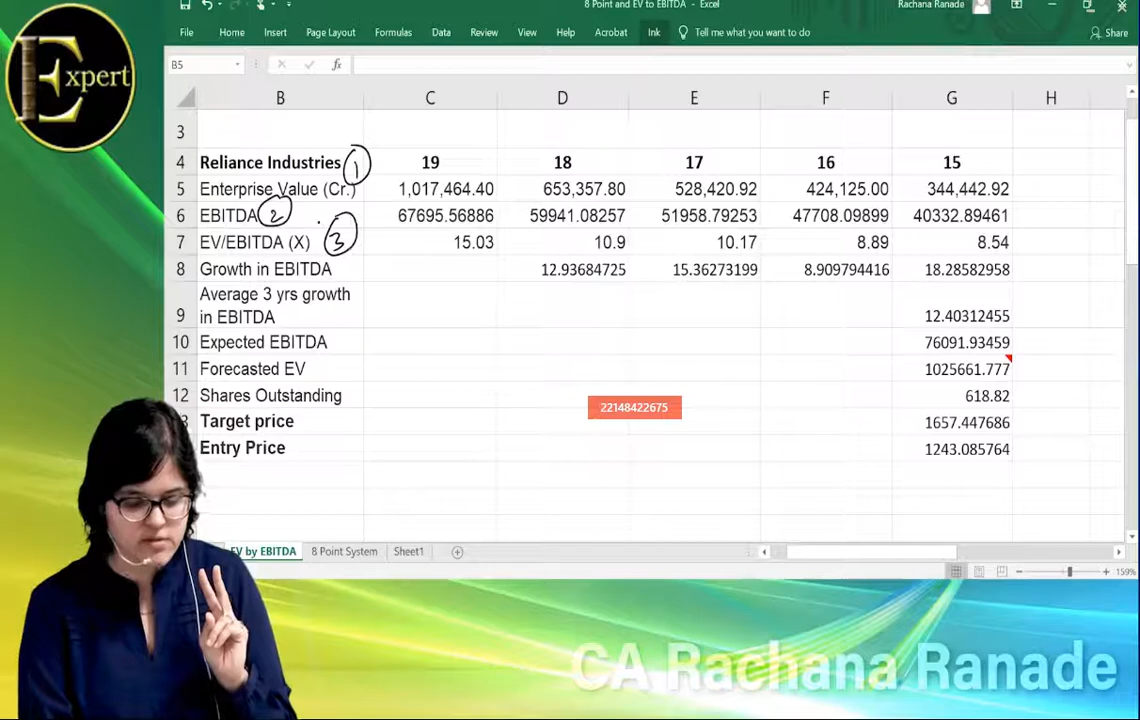 Expert
8 Point and EV to EBITDA - Excel
Rachana Ranade
File Home Insert Page Layout Formulas Data Review View Help Acrobat Ink Tell me what you want to do Share
B5 fx
B C D E F G H
3
4 Reliance Industries 1 19 18 17 16 15
5 Enterprise Value (Cr.) 1,017,464.40 653,357.80 528,420.92 424,125.00 344,442.92
6 EBITDA 2 67695.56886 59941.08257 51958.79253 47708.09899 40332.89461
7 EV/EBITDA (X) 3 15.03 10.9 10.17 8.89 8.54
8 Growth in EBITDA 12.93684725 15.36273199 8.909794416 18.28582958
Average 3 yrs growth
9 in EBITDA 12.40312455
10 Expected EBITDA 76091.93459
11 Forecasted EV 1025661.777
12 Shares Outstanding 618.82
22148422675
3 Target price 1657.447686
Entry Price 1243.085764
EV by EBITDA 8 Point System Sheet1
159%
CA Rachana Ranade